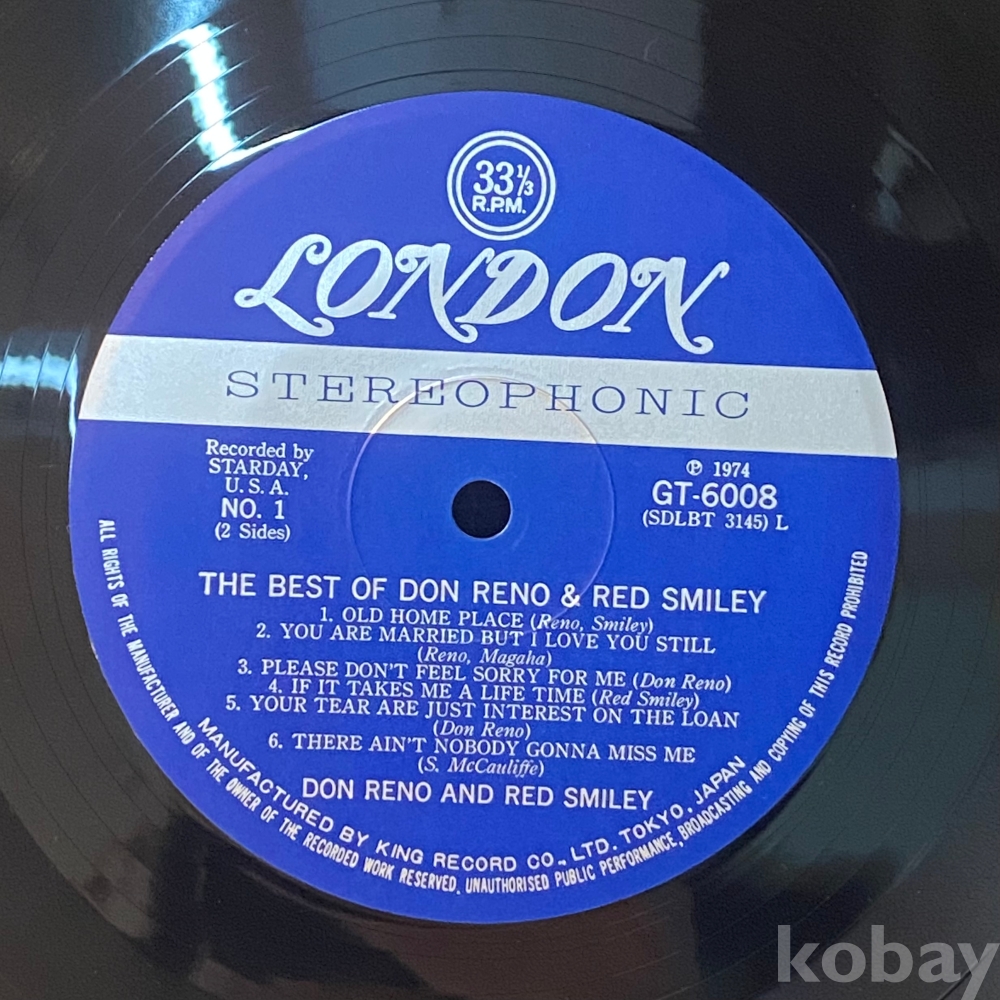 33⅓
R.P.M.
LONDON
STEREOPHONIC
Recorded by
STARDAY,
U.S.A.
NO. 1
(2 Sides)
℗ 1974
GT-6008
(SDLBT 3145) L
THE BEST OF DON RENO & RED SMILEY
1. OLD HOME PLACE (Reno, Smiley)
2. YOU ARE MARRIED BUT I LOVE YOU STILL
(Reno, Magaha)
3. PLEASE DON'T FEEL SORRY FOR ME (Don Reno)
4. IF IT TAKES ME A LIFE TIME (Red Smiley)
5. YOUR TEAR ARE JUST INTEREST ON THE LOAN
(Don Reno)
6. THERE AIN'T NOBODY GONNA MISS ME
(S. McCauliffe)
DON RENO AND RED SMILEY
MANUFACTURED BY KING RECORD CO., LTD. TOKYO, JAPAN
ALL RIGHTS OF THE MANUFACTURER AND OF THE OWNER OF THE RECORDED WORK RESERVED. UNAUTHORISED PUBLIC PERFORMANCE, BROADCASTING AND COPYING OF THIS RECORD PROHIBITED
kobay